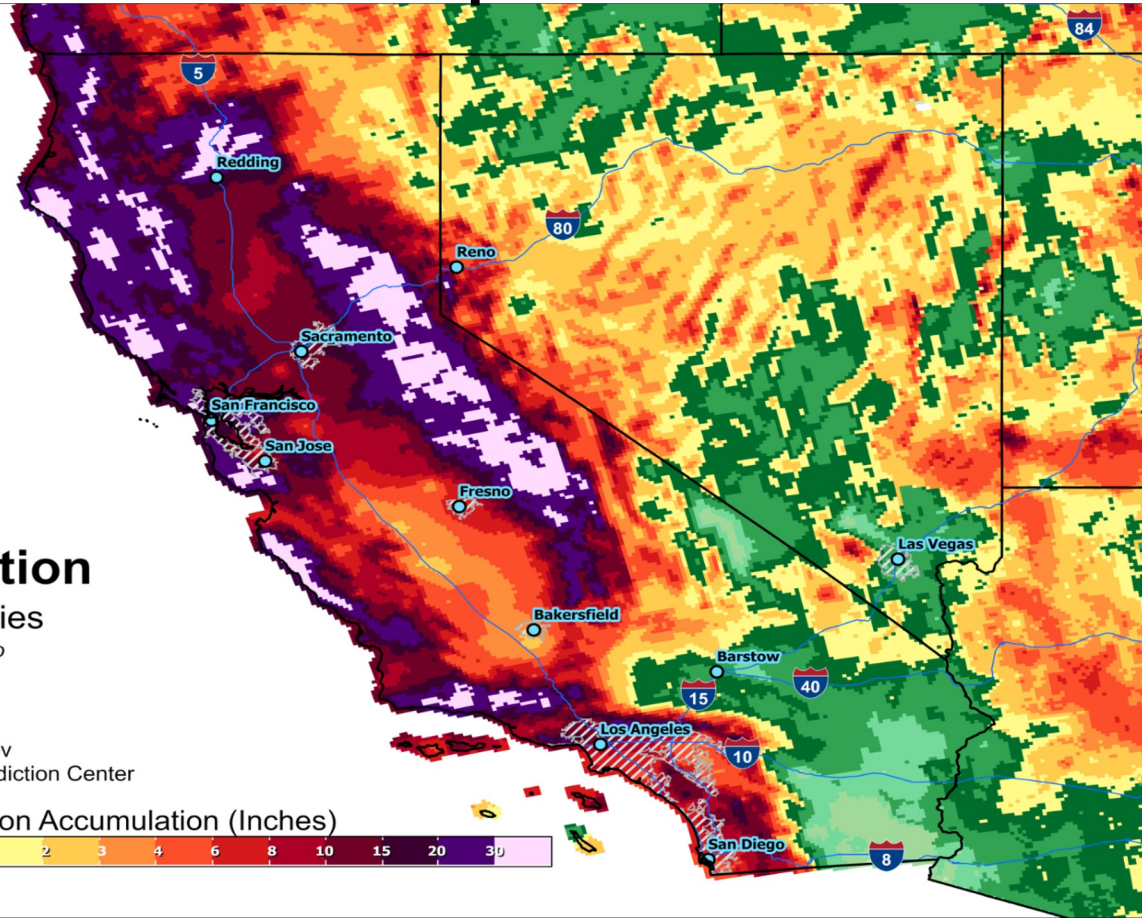 84
5
Redding
80
Reno
Sacramento
San Francisco
San Jose
Fresno
Las Vegas
tion
ies
Bakersfield
Barstow
40
15
Los Angeles
v
10
diction Center
on Accumulation (Inches)
2 3 4 6 8 10 15 20 30
San Diego
8